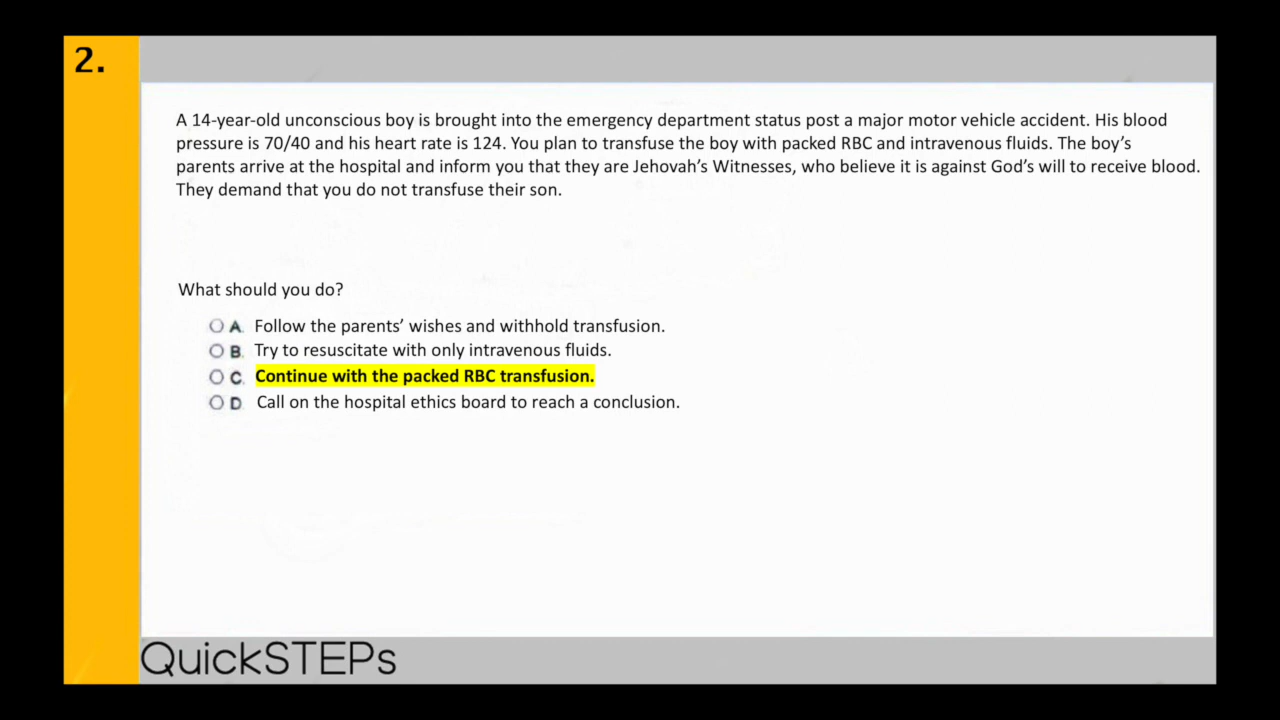 2.
A 14-year-old unconscious boy is brought into the emergency department status post a major motor vehicle accident. His blood
pressure is 70/40 and his heart rate is 124. You plan to transfuse the boy with packed RBC and intravenous fluids. The boy’s
parents arrive at the hospital and inform you that they are Jehovah’s Witnesses, who believe it is against God’s will to receive blood.
They demand that you do not transfuse their son.
What should you do?
A. Follow the parents’ wishes and withhold transfusion.
B. Try to resuscitate with only intravenous fluids.
C. Continue with the packed RBC transfusion.
D Call on the hospital ethics board to reach a conclusion.
QuickSTEPs